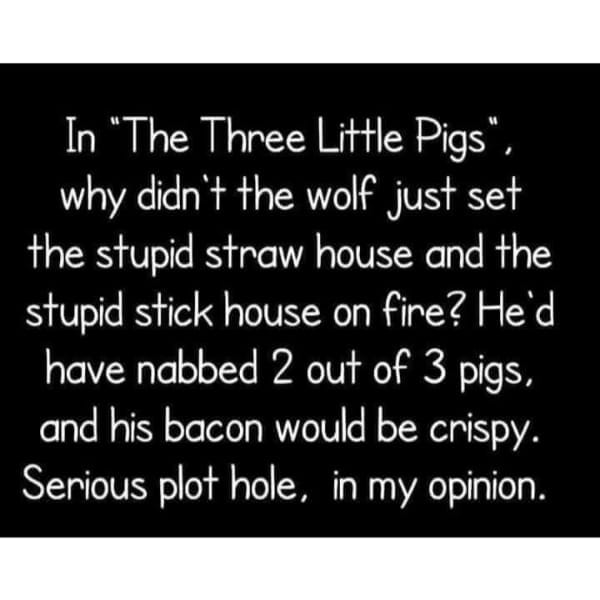 In "The Three Little Pigs",
why didn't the wolf just set
the stupid straw house and the
stupid stick house on fire? He'd
have nabbed 2 out of 3 pigs,
and his bacon would be crispy.
Serious plot hole, in my opinion.